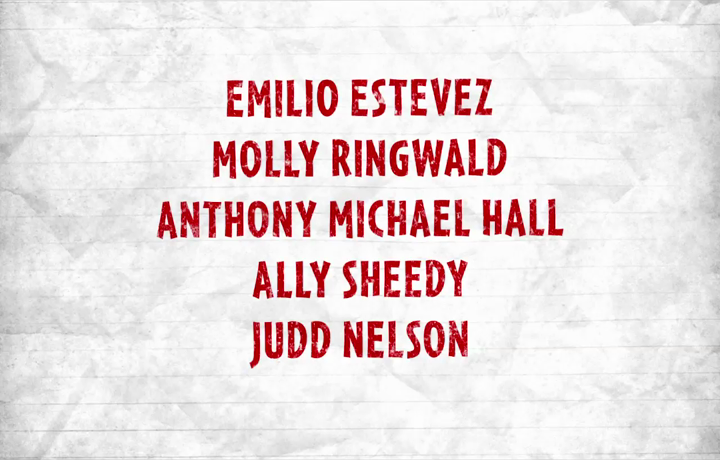 EMILIO ESTEVEZ
MOLLY RINGWALD
ANTHONY MICHAEL HALL
ALLY SHEEDY
JUDD NELSON